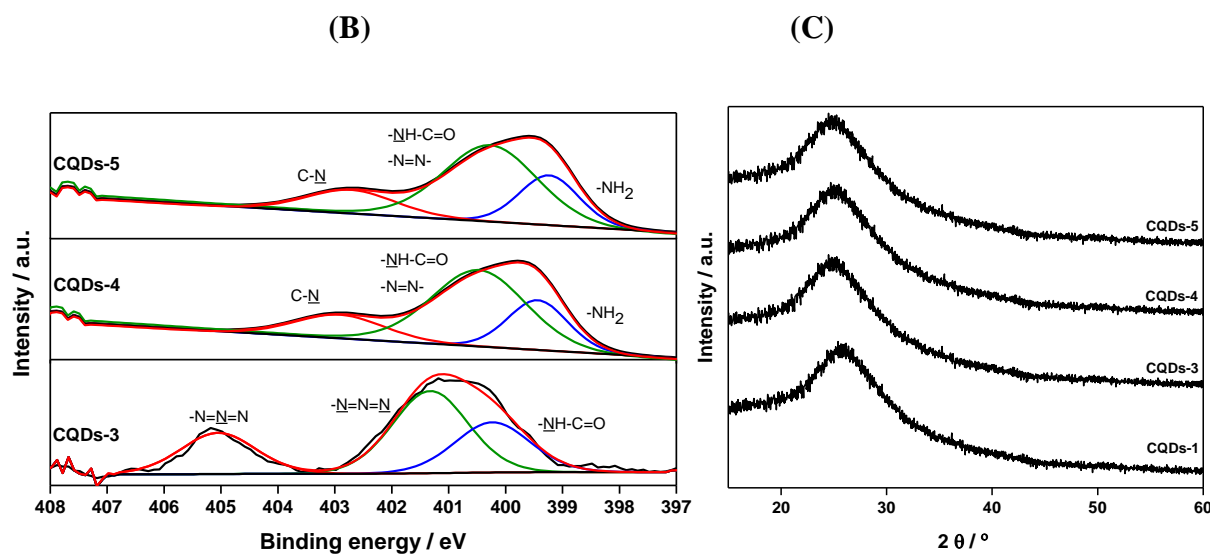 (B)
(C)
CQDs-5
C-N
-NH-C=O
-N=N-
-NH2
CQDs-4
C-N
-NH-C=O
-N=N-
-NH2
CQDs-3
-N=N=N
-N=N=N
-NH-C=O
Intensity / a.u.
408 407 406 405 404 403 402 401 400 399 398 397
Binding energy / eV
Intensity / a.u.
CQDs-5
CQDs-4
CQDs-3
CQDs-1
20 30 40 50 60
2 θ / º